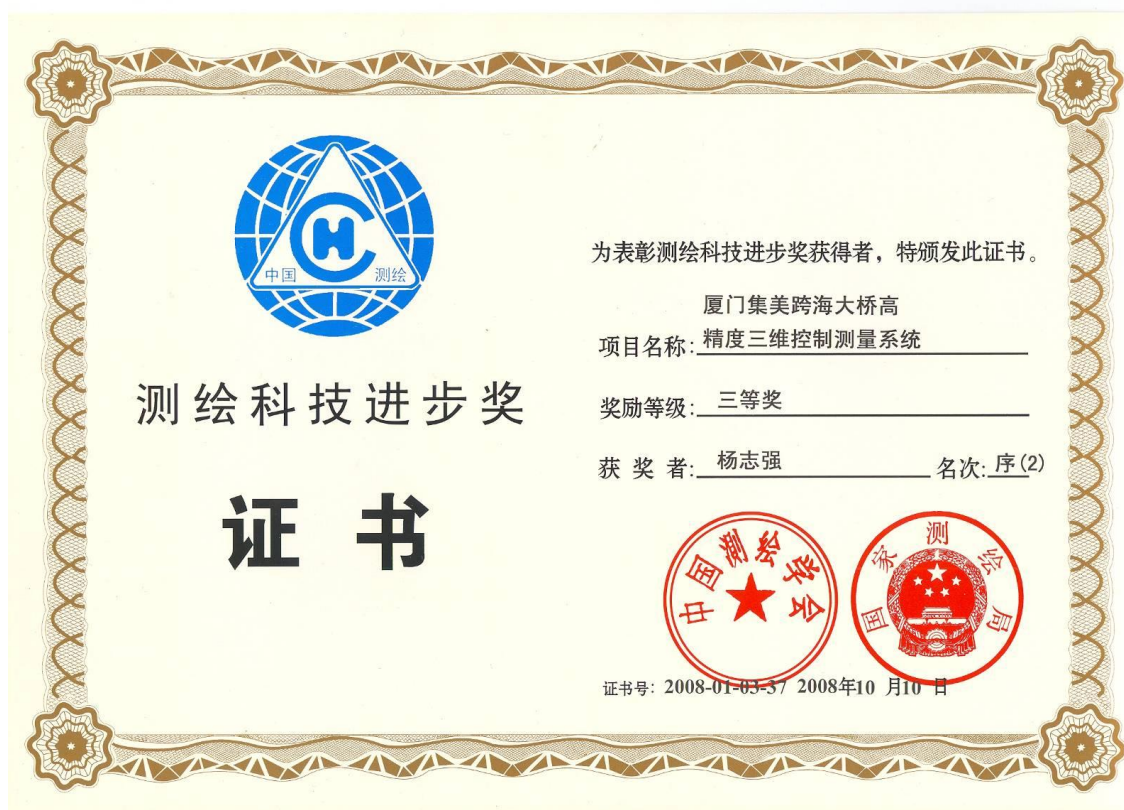 中国 测绘
测绘科技进步奖
证书
为表彰测绘科技进步奖获得者，特颁发此证书。
厦门集美跨海大桥高
项目名称:精度三维控制测量系统
奖励等级:三等奖
获奖者:杨志强 名次:序(2)
中国测绘学会
国家测绘局
证书号: 2008-01-03-37 2008年10月10日